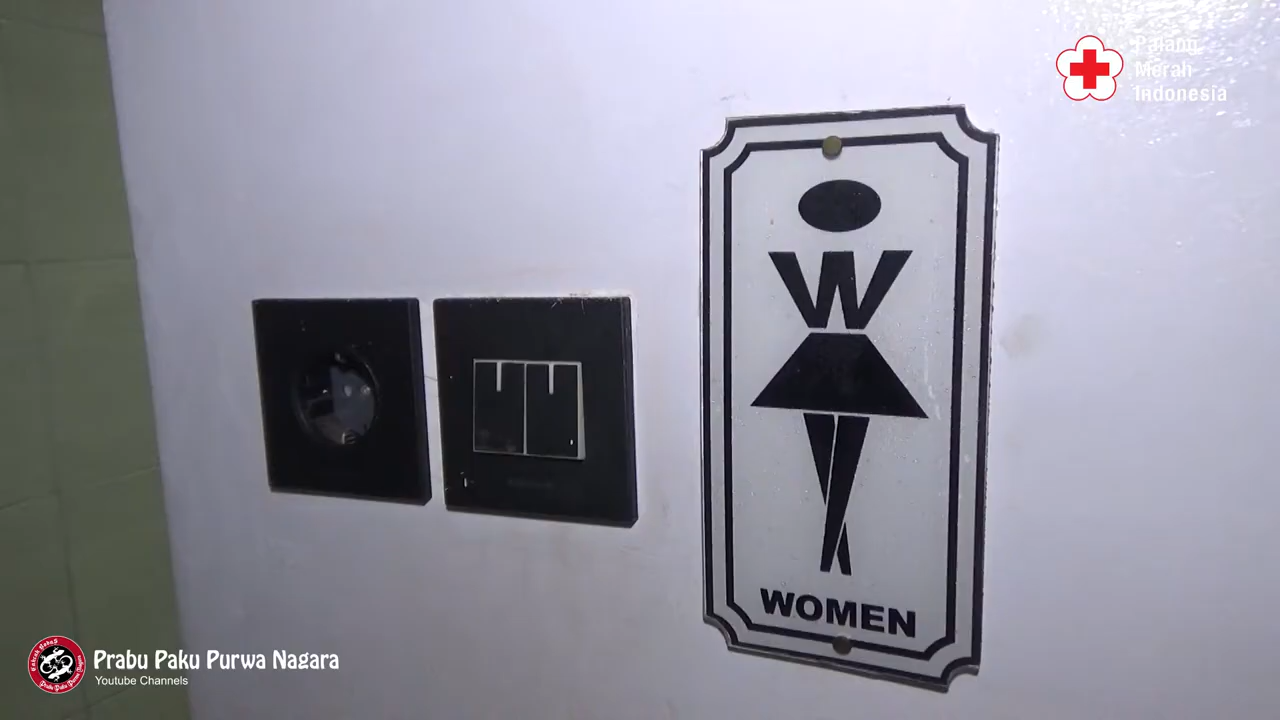 Palang
Merah
Indonesia
W
WOMEN
Prabu Paku Purwa Nagara
Youtube Channels